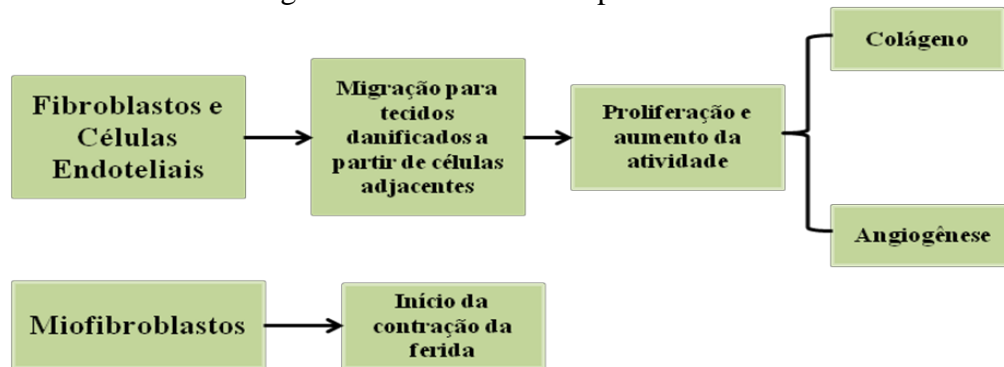 Colágeno
Fibroblastos e
Células
Endoteliais
Migração para
tecidos
danificados a
partir de células
adjacentes
Proliferação e
aumento da
atividade
Angiogênese
Miofibroblastos
Início da
contração da
ferida